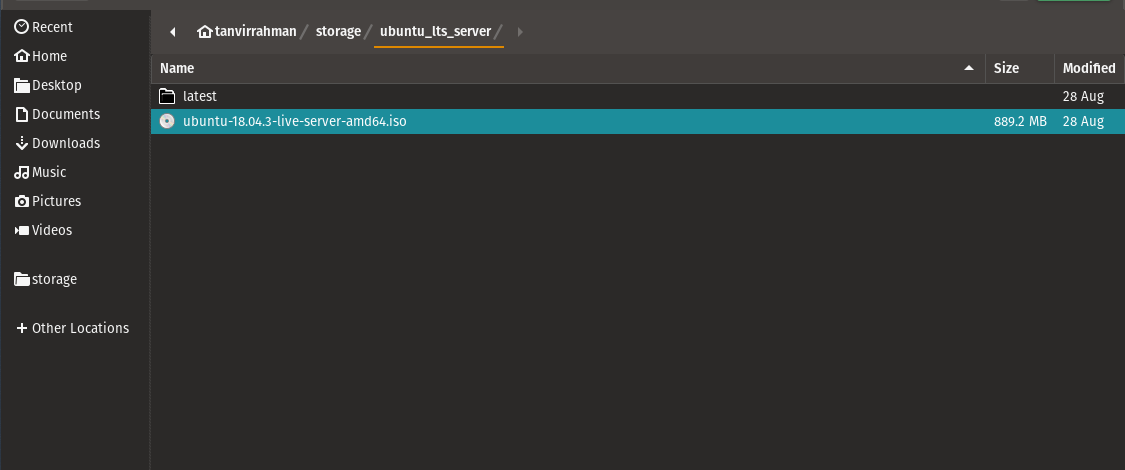 Recent
Home
Desktop
Documents
Downloads
Music
Pictures
Videos
storage
Other Locations
tanvirrahman / storage / ubuntu_lts_server /
Name Size Modified
latest 28 Aug
ubuntu-18.04.3-live-server-amd64.iso 889.2 MB 28 Aug